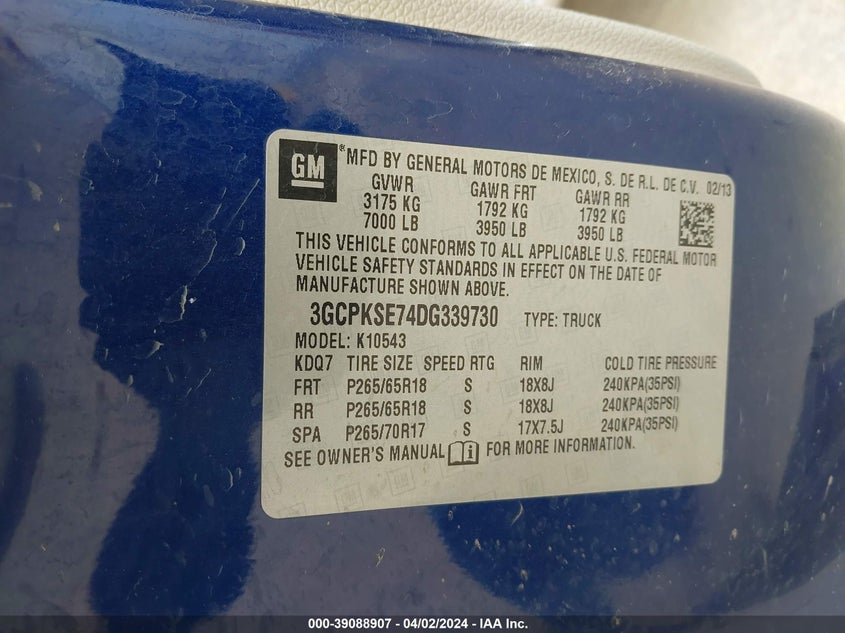 GM
® MFD BY GENERAL MOTORS DE MEXICO, S. DE R.L. DE C.V. 02/13
GVWR GAWR FRT GAWR RR
3175 KG 1792 KG 1792 KG
7000 LB 3950 LB 3950 LB
THIS VEHICLE CONFORMS TO ALL APPLICABLE U.S. FEDERAL MOTOR
VEHICLE SAFETY STANDARDS IN EFFECT ON THE DATE OF
MANUFACTURE SHOWN ABOVE.
3GCPKSE74DG339730 TYPE: TRUCK
MODEL: K10543
KDQ7 TIRE SIZE SPEED RTG RIM COLD TIRE PRESSURE
FRT P265/65R18 S 18X8J 240KPA(35PSI)
RR P265/65R18 S 18X8J 240KPA(35PSI)
SPA P265/70R17 S 17X7.5J 240KPA(35PSI)
SEE OWNER'S MANUAL FOR MORE INFORMATION.
000-39088907 - 04/02/2024 - IAA Inc.